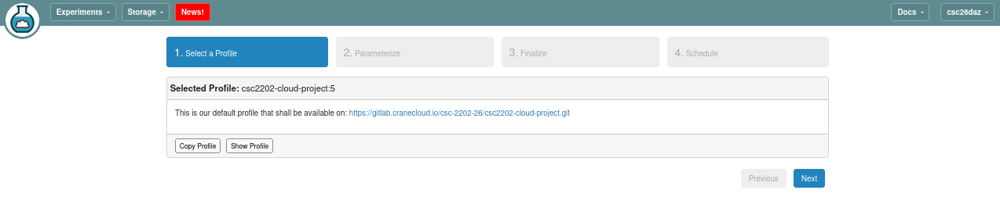 Experiments Storage News! Docs csc26daz
1. Select a Profile 2. Parameterize 3. Finalize 4. Schedule
Selected Profile: csc2202-cloud-project:5
This is our default profile that shall be available on: https://gitlab.cranecloud.io/csc-2202-26/csc2202-cloud-project.git
Copy Profile Show Profile
Previous Next